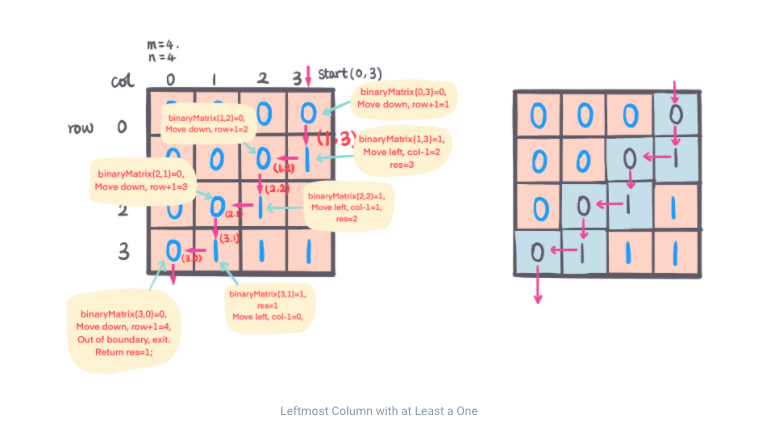 m=4.
n=4
col 0 1 2 3 start(0,3)
0 0 0 0
binaryMatrix(0,3)=0,
Move down, row+1=1
row 0
binaryMatrix(1,2)=0,
Move down, row+1=2
(1,3)
binaryMatrix(1,3)=1,
Move left, col-1=2
res=3
0 0 1
(1.2)
binaryMatrix(2,1)=0,
Move down, row+1=3
(2.2)
2 0 0 1
(2.1)
binaryMatrix(2,2)=1,
Move left, col-1=1,
res=2
(3.1)
3 0 1 1 1
(3.0)
binaryMatrix(3,1)=1,
res=1
Move left, col-1=0,
binaryMatrix(3,0)=0,
Move down, row+1=4,
Out of boundary, exit.
Return res=1;
0 0 0 0
0 0 0 1
0 0 1 1
0 1 1 1
Leftmost Column with at Least a One